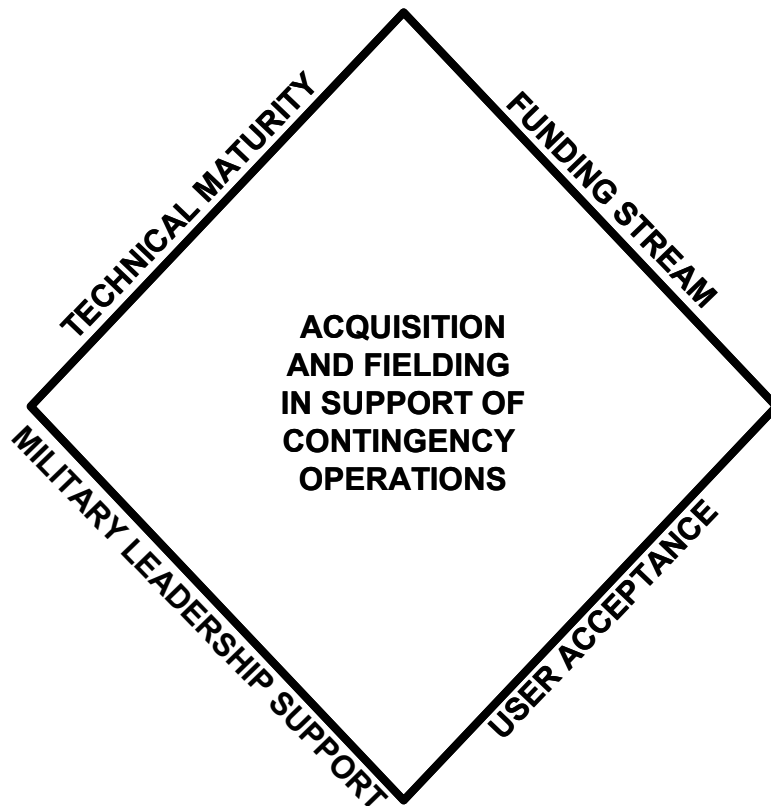 TECHNICAL MATURITY
FUNDING STREAM
ACQUISITION
AND FIELDING
IN SUPPORT OF
CONTINGENCY
OPERATIONS
MILITARY LEADERSHIP SUPPORT
USER ACCEPTANCE